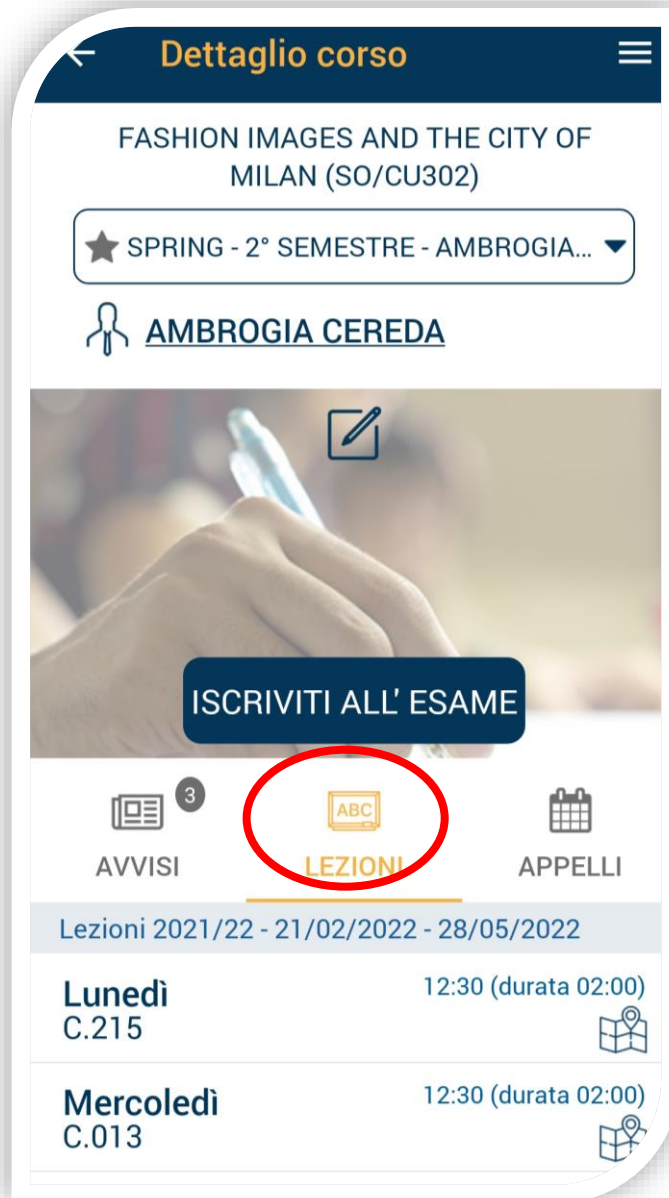 Dettaglio corso
FASHION IMAGES AND THE CITY OF
MILAN (SO/CU302)
SPRING - 2° SEMESTRE - AMBROGIA...
AMBROGIA CEREDA
ISCRIVITI ALL' ESAME
3
ABC
AVVISI
LEZIONI
APPELLI
Lezioni 2021/22 - 21/02/2022 - 28/05/2022
Lunedì
12:30 (durata 02:00)
C.215
Mercoledì
12:30 (durata 02:00)
C.013